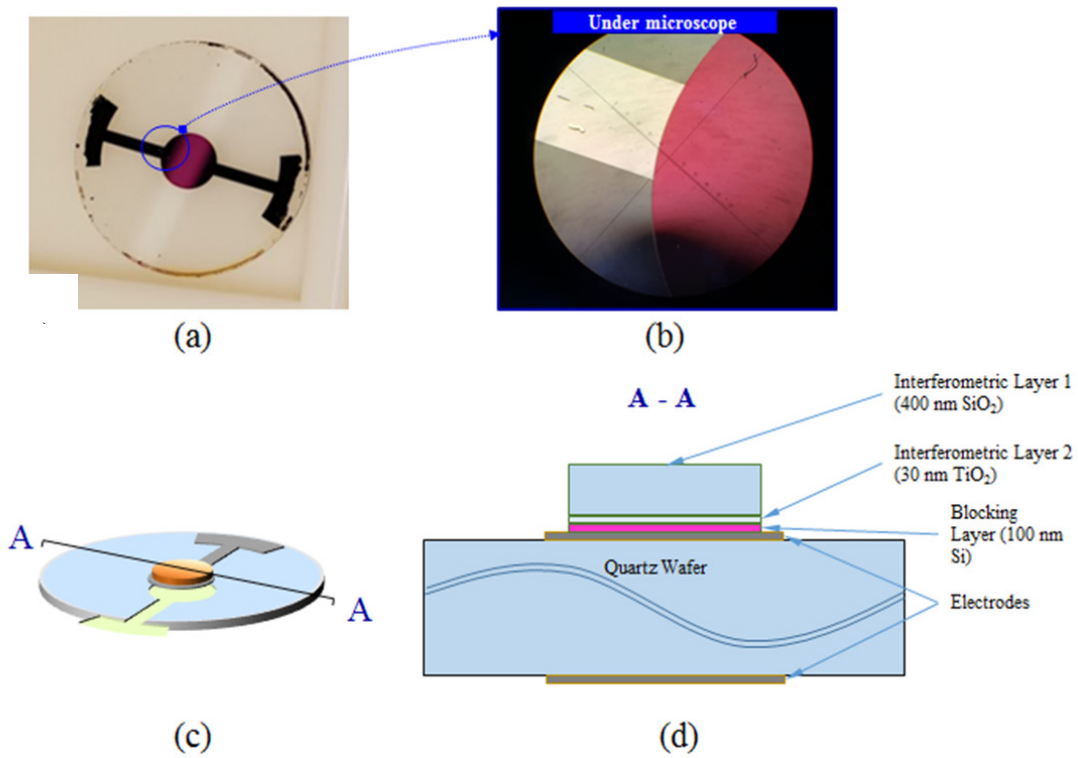 Under microscope
(a)
(b)
A - A
Interferometric Layer 1
(400 nm SiO₂)
Interferometric Layer 2
(30 nm TiO₂)
Blocking
Layer (100 nm
Si)
Quartz Wafer
Electrodes
A
A
(c)
(d)